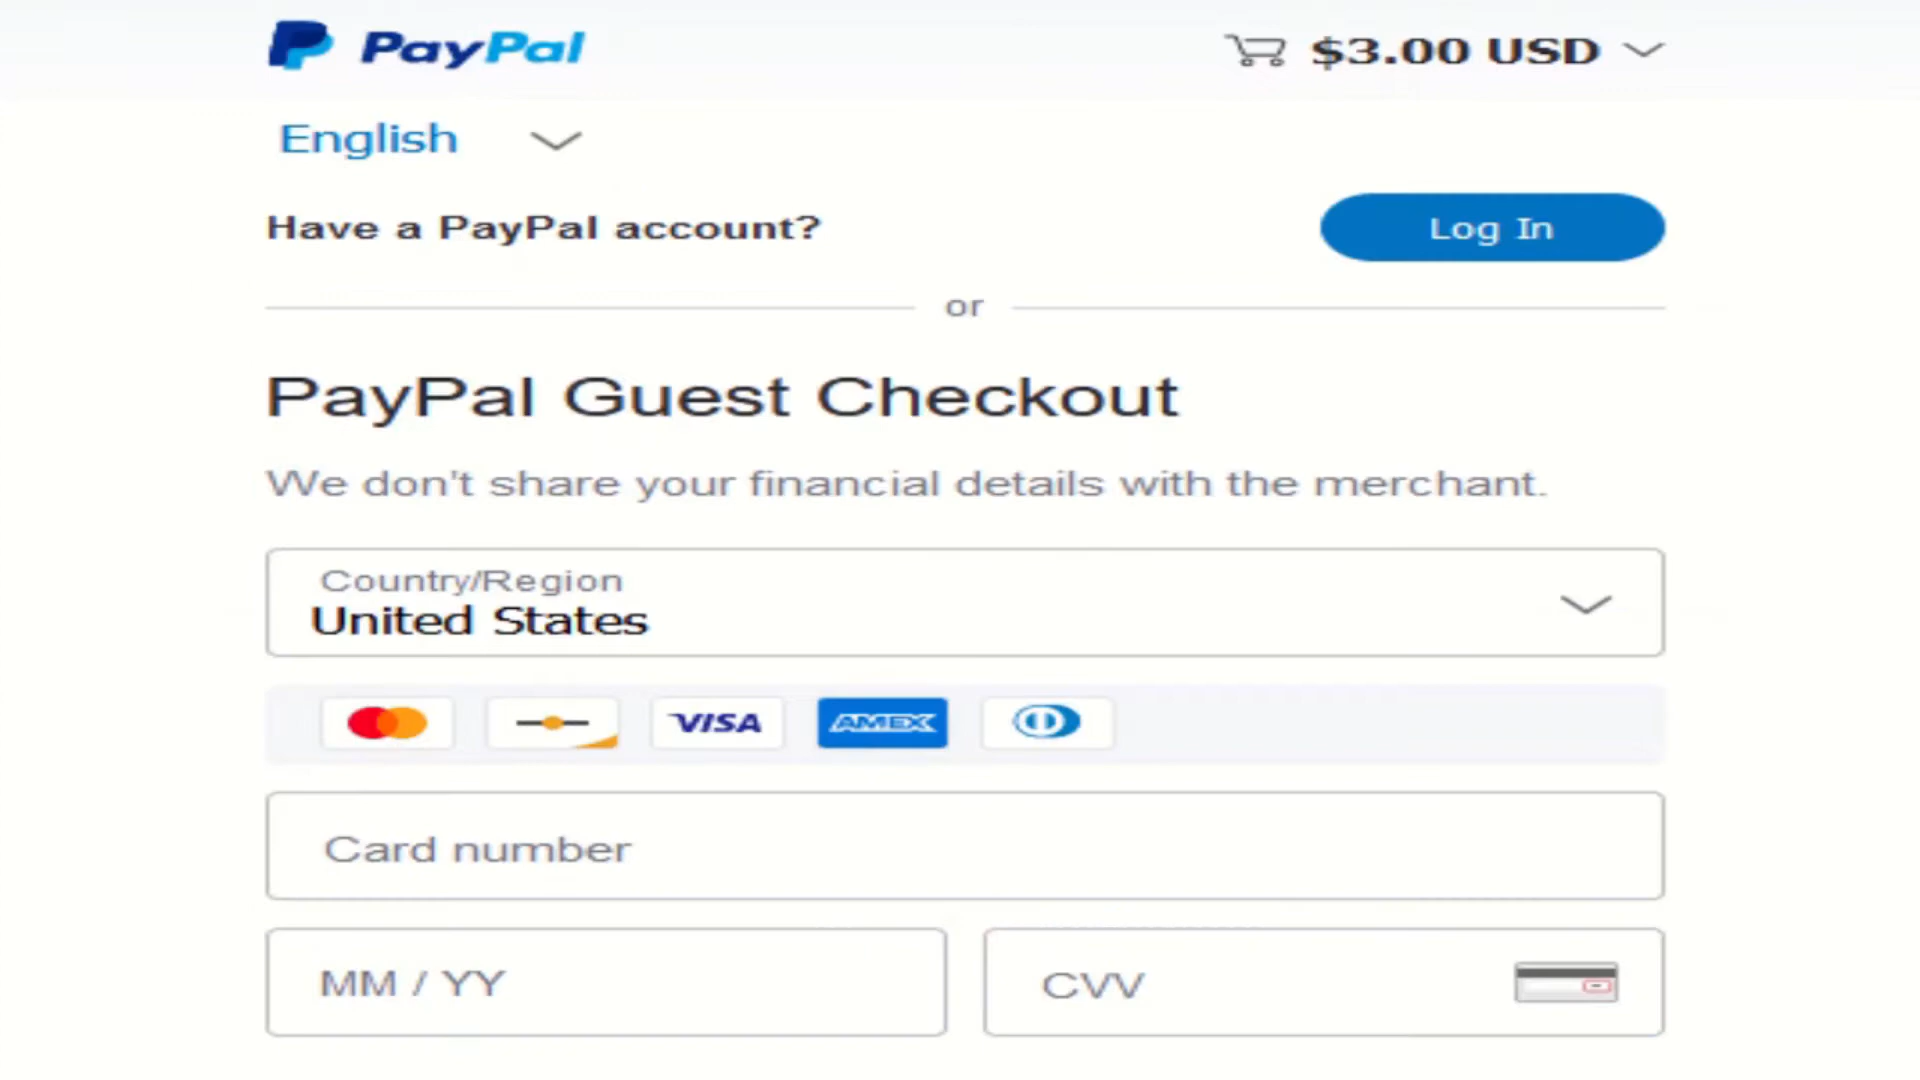 PayPal $3.00 USD
English
Have a PayPal account? Log In
or
PayPal Guest Checkout
We don't share your financial details with the merchant.
Country/Region
United States
VISA AMEX
Card number
MM / YY CVV